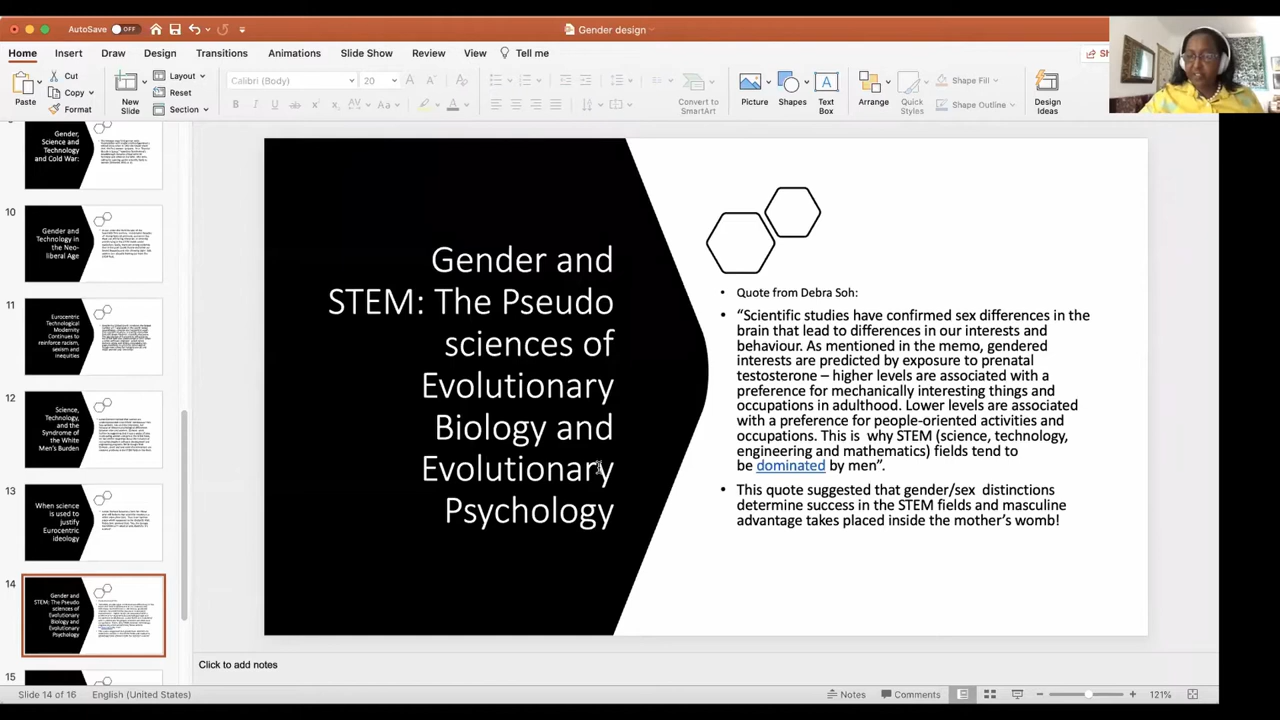 AutoSave OFF
Gender design
Home Insert Draw Design Transitions Animations Slide Show Review View Tell me
Sh
Paste
Cut
Copy
Format
New Slide
Layout
Reset
Section
Calibri (Body) 20
Convert to SmartArt
Picture
Shapes
Text Box
Arrange
Quick Styles
Shape Fill
Shape Outline
Design Ideas
Gender,
Science and
Technology
and Cold War:
10
Gender and
Technology in
the Neo-
liberal Age
11
Eurocentric
Technological
Modernity
Continues to
reinforce racism,
sexism and
inequities
12
Science,
Technology,
and the
Syndrome of
the White
Men's Burden
13
When science
is used to
justify
Eurocentric
ideology
14
Gender and
STEM: The Pseudo
sciences of
Evolutionary
Biology and
Evolutionary
Psychology
15
Gender and
STEM: The Pseudo
sciences of
Evolutionary
Biology and
Evolutionary
Psychology
• Quote from Debra Soh:
• “Scientific studies have confirmed sex differences in the
brain that lead to differences in our interests and
behaviour. As mentioned in the memo, gendered
interests are predicted by exposure to prenatal
testosterone – higher levels are associated with a
preference for mechanically interesting things and
occupations in adulthood. Lower levels are associated
with a preference for people-oriented activities and
occupations. This is why STEM (science, technology,
engineering and mathematics) fields tend to
be dominated by men”.
• This quote suggested that gender/sex distinctions
determine success in the STEM fields and masculine
advantage takes placed inside the mother’s womb!
Click to add notes
Slide 14 of 16 English (United States) Notes Comments 121%